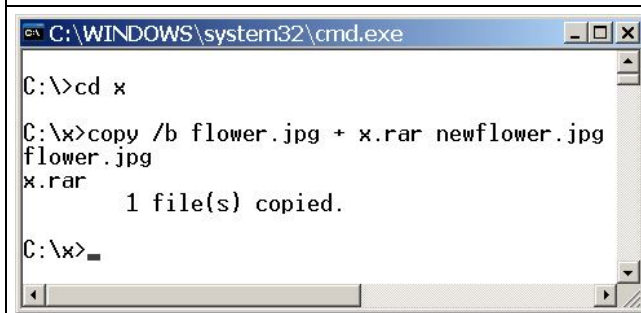 C:\WINDOWS\system32\cmd.exe
C:\>cd x
C:\x>copy /b flower.jpg + x.rar newflower.jpg
flower.jpg
x.rar
        1 file(s) copied.
C:\x>